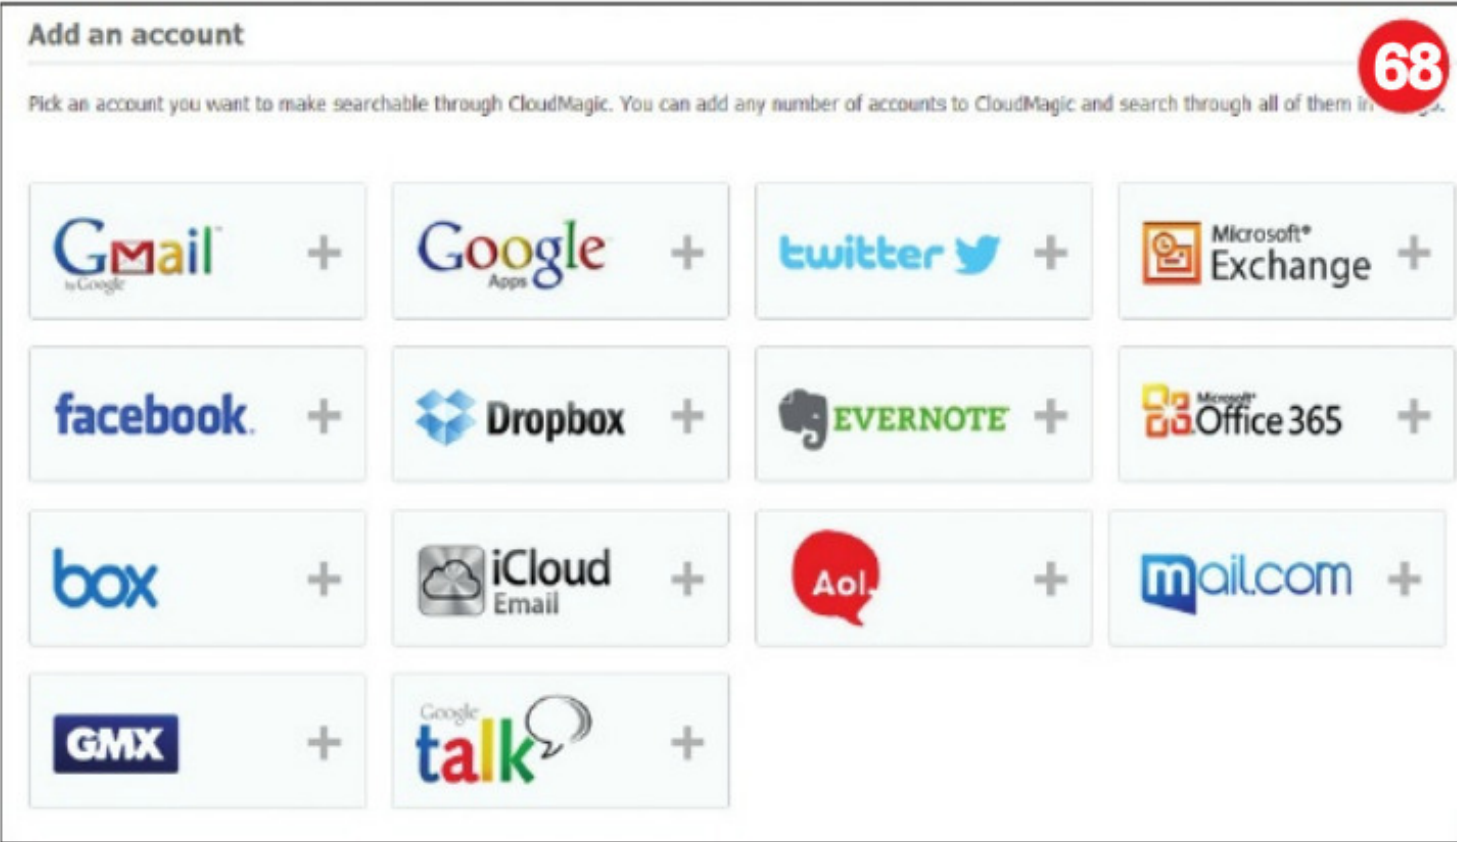 Add an account
68
Pick an account you want to make searchable through CloudMagic. You can add any number of accounts to CloudMagic and search through all of them in
Gmail™
by Google
Google
Apps
twitter
Microsoft®
Exchange
facebook.
Dropbox
EVERNOTE
Microsoft®
Office 365
box
iCloud
Email
Aol.
mail.com
GMX
Google
talk